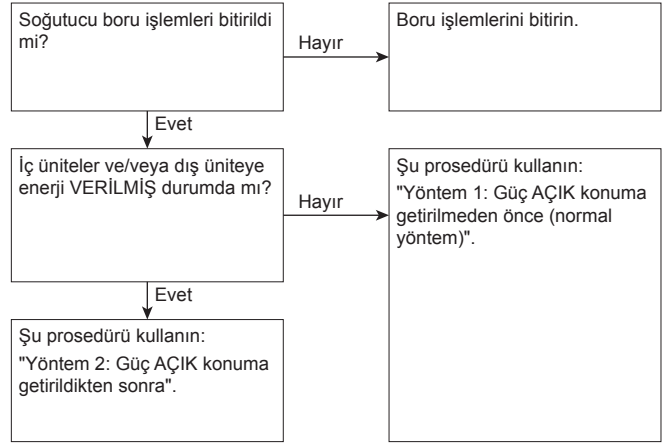 Soğutucu boru işlemleri bitirildi
mi?
Hayır
Boru işlemlerini bitirin.
Evet
İç üniteler ve/veya dış üniteye
enerji VERİLMİŞ durumda mı?
Hayır
Şu prosedürü kullanın:
"Yöntem 1: Güç AÇIK konuma
getirilmeden önce (normal
yöntem)".
Evet
Şu prosedürü kullanın:
"Yöntem 2: Güç AÇIK konuma
getirildikten sonra".